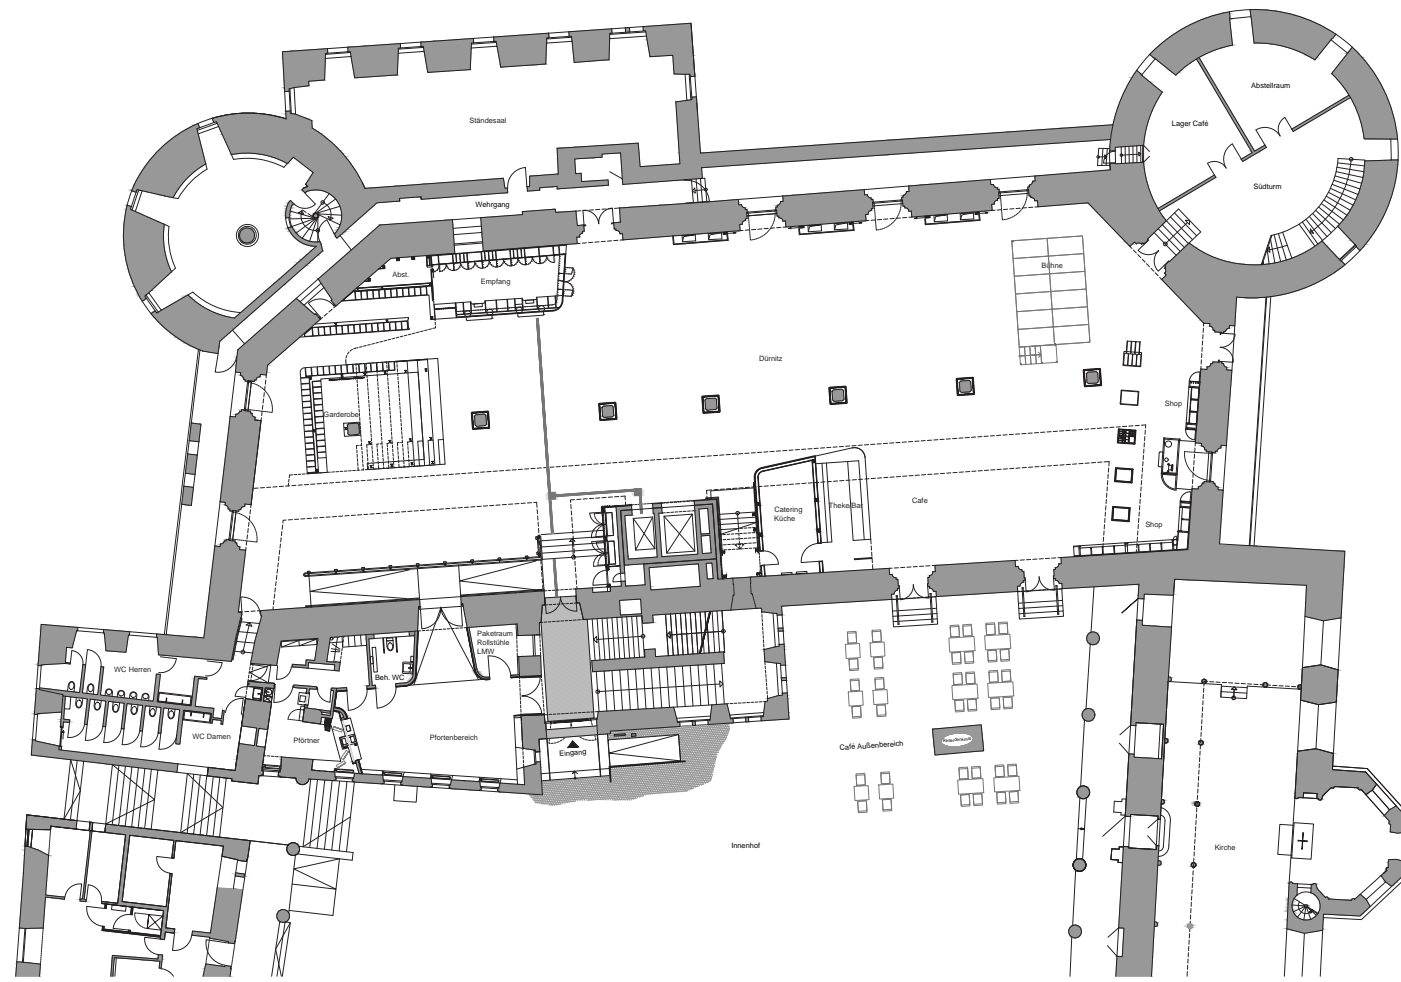 Abstellraum
Ständesaal
Lager Café
Südturm
Wehrgang
Abst.
Empfang
Bühne
Dürnitz
Garderobe
Shop
Catering
Küche
Theke Bar
Cafe
Shop
Paketraum
Rollstühle
LMW
WC Herren
Beh. WC
WC Damen
Pförtner
Pfortenbereich
Eingang
Café Außenbereich
Innenhof
Kirche